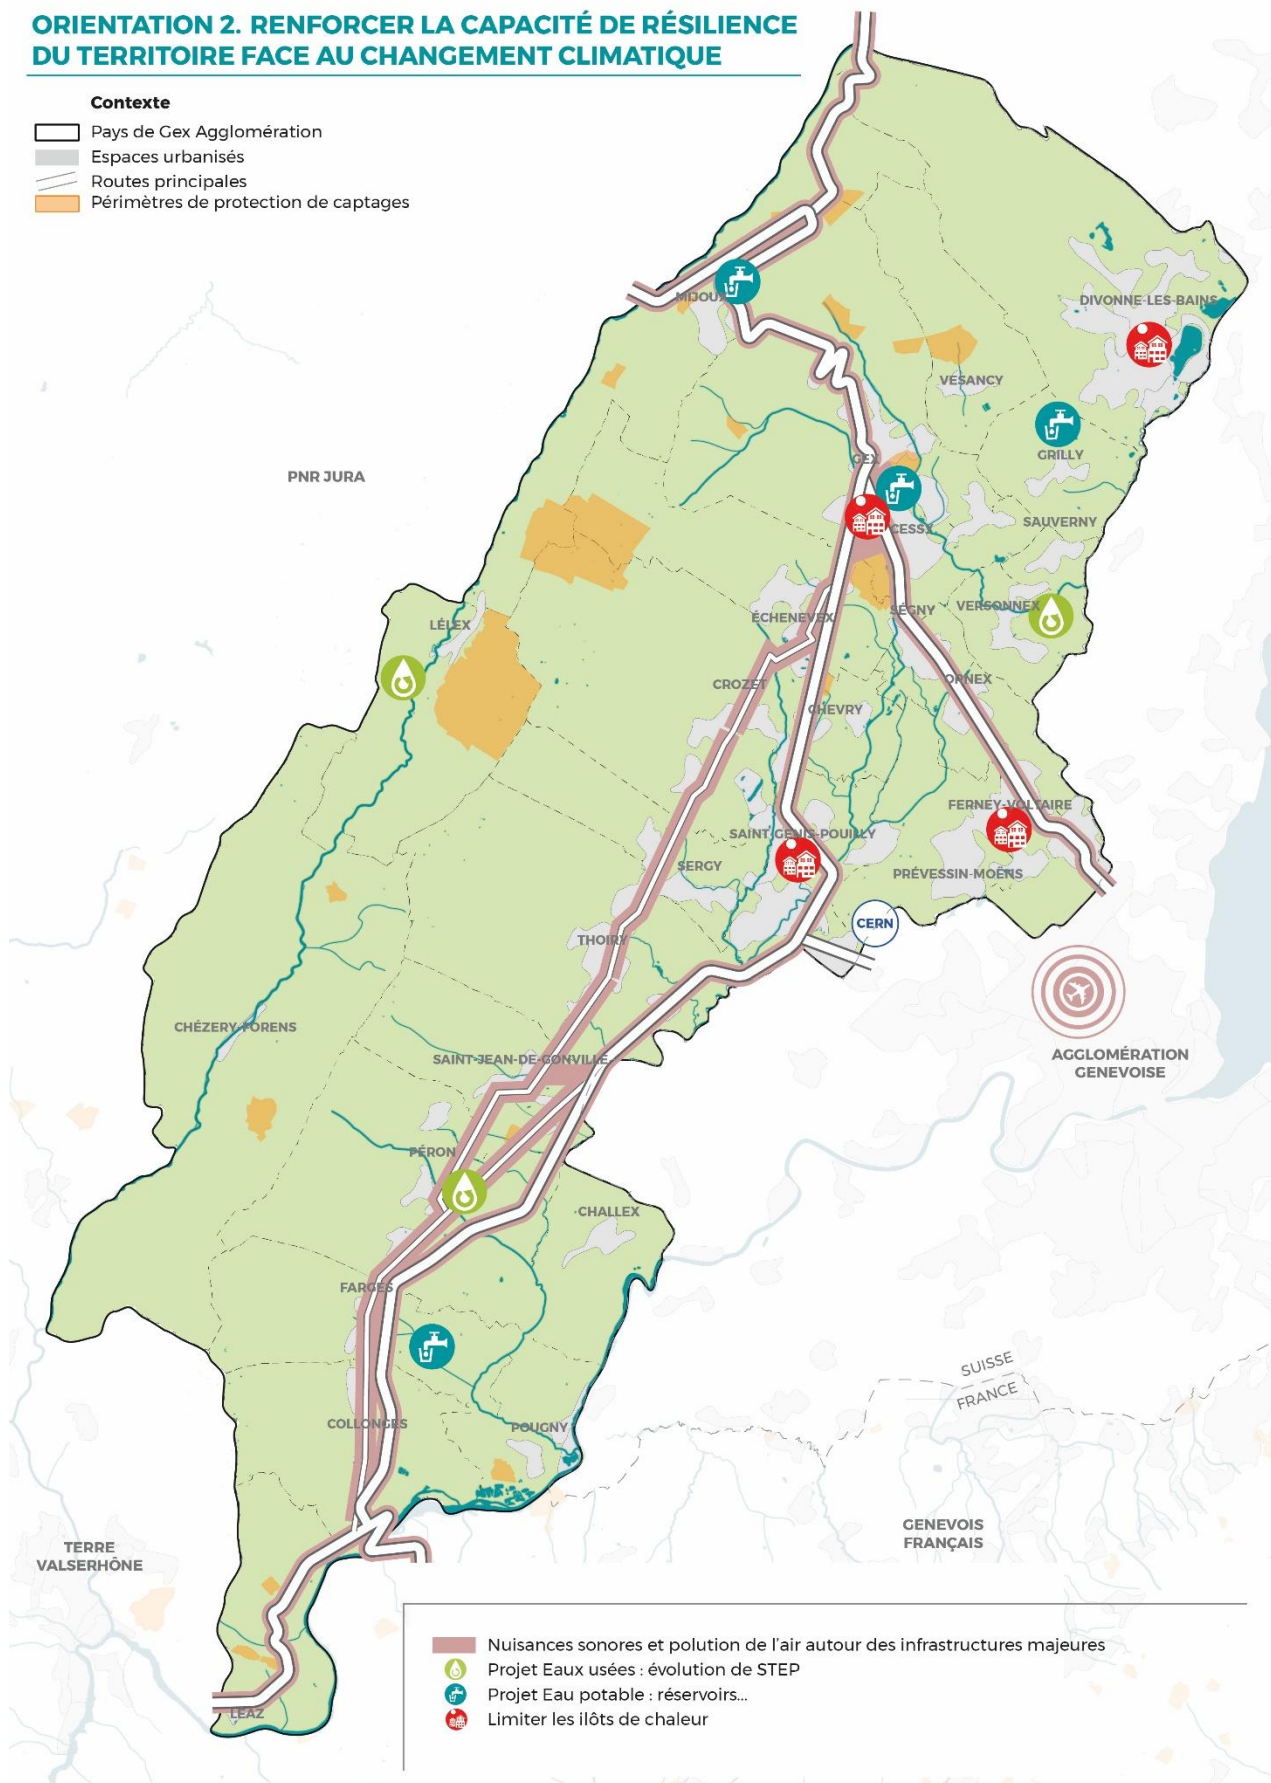 ORIENTATION 2. RENFORCER LA CAPACITÉ DE RÉSILIENCE
DU TERRITOIRE FACE AU CHANGEMENT CLIMATIQUE
Contexte
Pays de Gex Agglomération
Espaces urbanisés
Routes principales
Périmètres de protection de captages
MIJOUX
DIVONNE-LES-BAINS
VESANCY
GRILLY
GEX
PNR JURA
CESSY
SAUVERNY
LÉLEX
ÉCHENEVEX
SÉGNY
VERSONNEX
CROZET
ORNEX
CHEVRY
FERNEY-VOLTAIRE
SAINT-GENIS-POUILLY
SERGY
PRÉVESSIN-MOËNS
CERN
THOIRY
CHÉZERY-FORENS
SAINT-JEAN-DE-GONVILLE
AGGLOMÉRATION
GENEVOISE
PÉRON
CHALLEX
FARGES
SUISSE
FRANCE
COLLONGES
POUGNY
GENEVOIS
FRANÇAIS
TERRE
VALSERHÔNE
LÉAZ
Nuisances sonores et polution de l'air autour des infrastructures majeures
Projet Eaux usées : évolution de STEP
Projet Eau potable : réservoirs...
Limiter les ilôts de chaleur